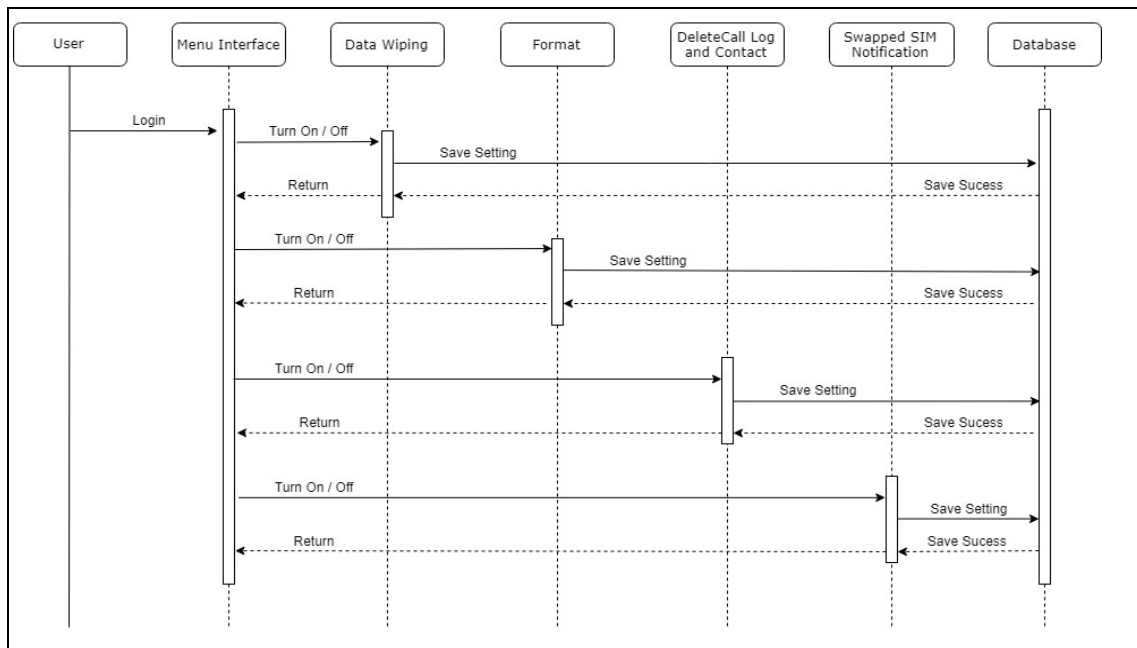 User
Menu Interface
Data Wiping
Format
DeleteCall Log
and Contact
Swapped SIM
Notification
Database
Login
Turn On / Off
Save Setting
Return
Save Sucess
Turn On / Off
Save Setting
Return
Save Sucess
Turn On / Off
Save Setting
Return
Save Sucess
Turn On / Off
Save Setting
Return
Save Sucess